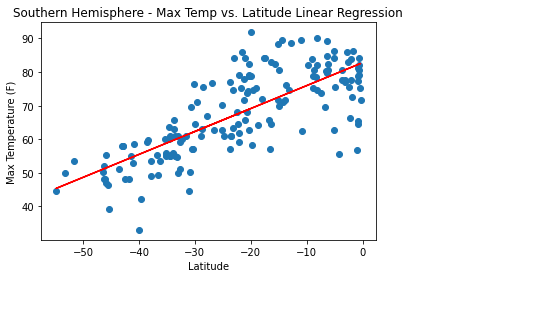 Southern Hemisphere - Max Temp vs. Latitude Linear Regression
Max Temperature (F)
90
80
70
60
50
40
−50 −40 −30 −20 −10 0
Latitude